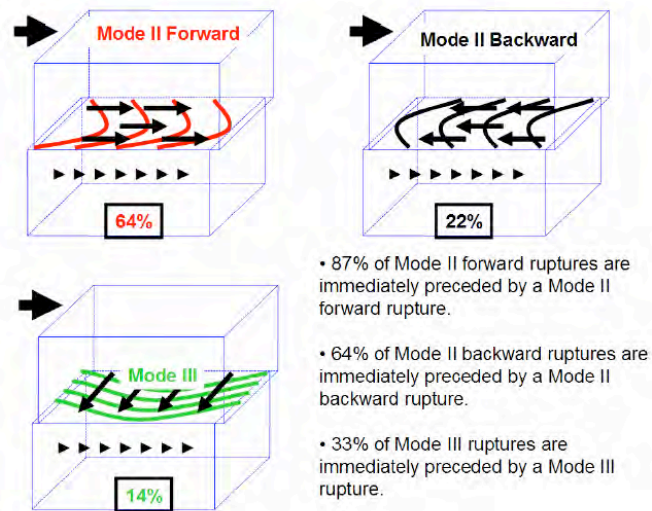 Mode II Forward
64%
Mode II Backward
22%
Mode III
14%
• 87% of Mode II forward ruptures are
immediately preceded by a Mode II
forward rupture.
• 64% of Mode II backward ruptures are
immediately preceded by a Mode II
backward rupture.
• 33% of Mode III ruptures are
immediately preceded by a Mode III
rupture.